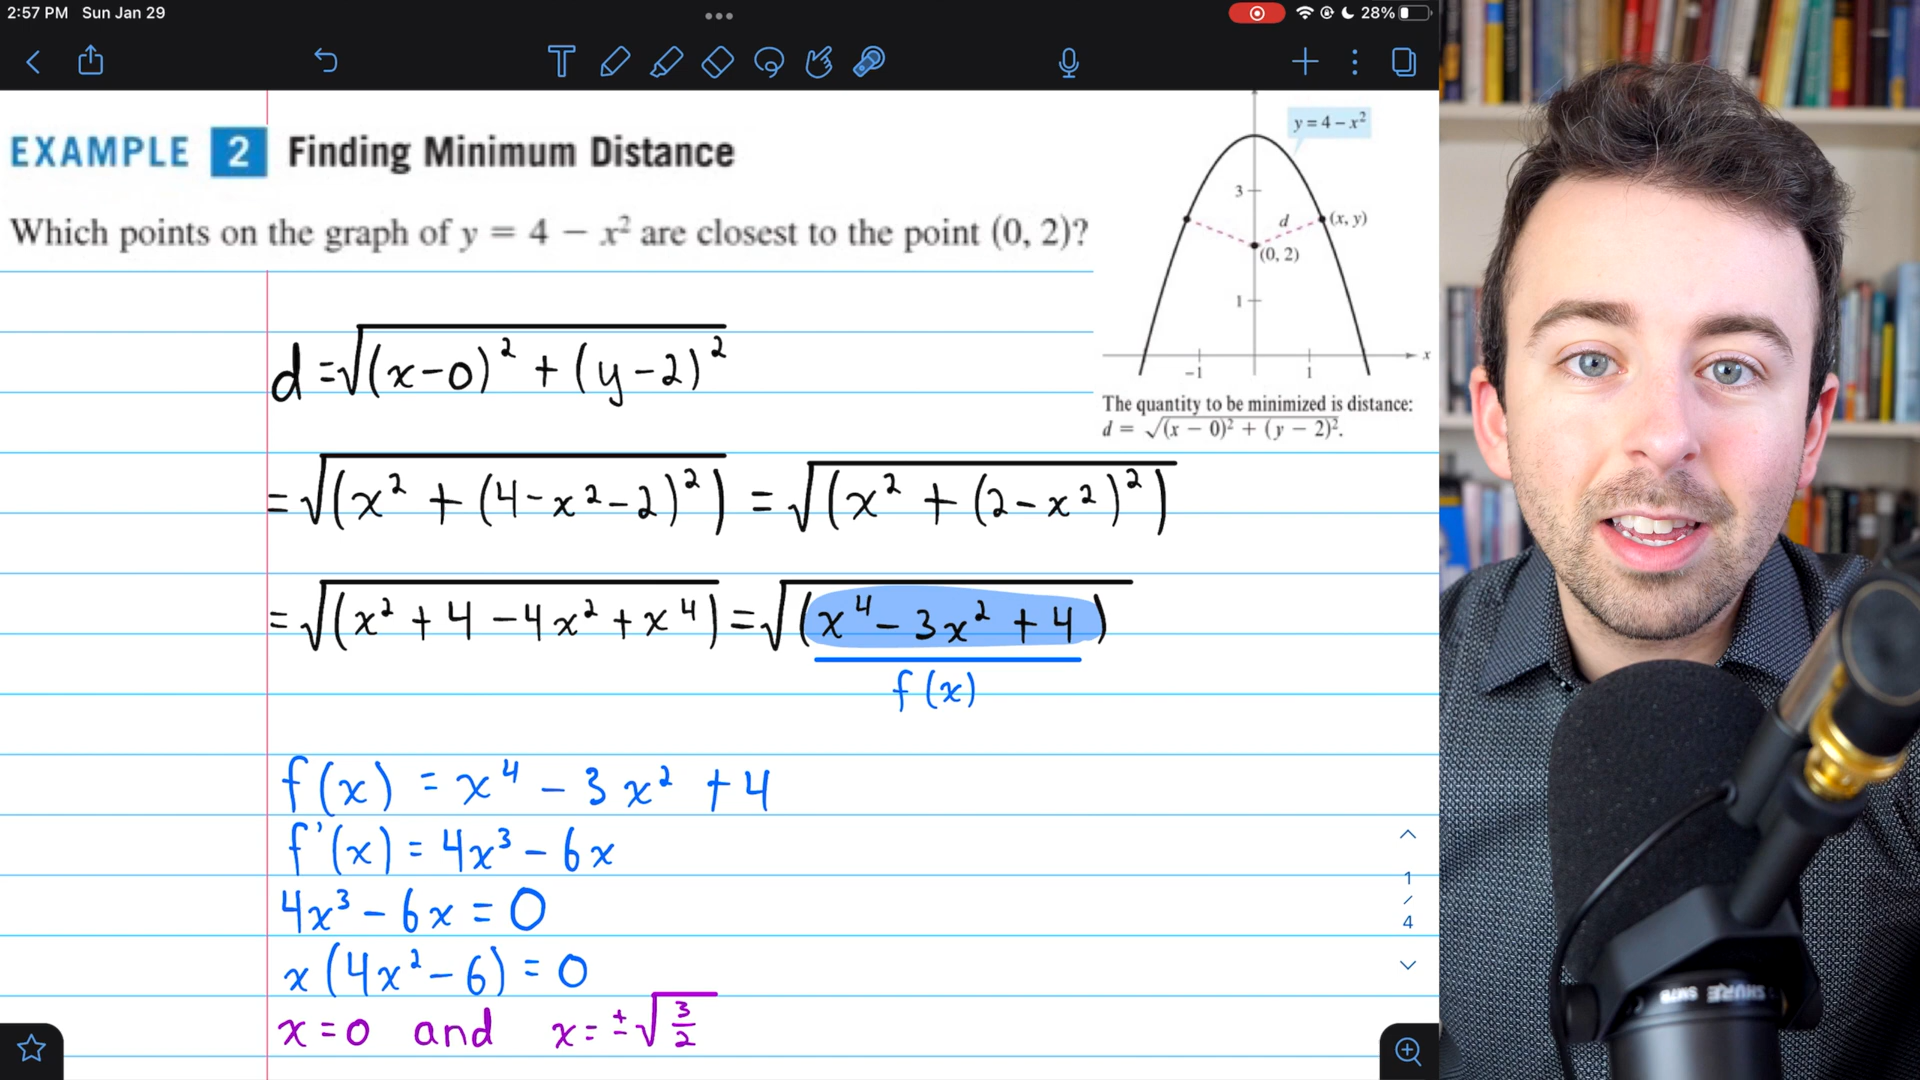 2:57 PM Sun Jan 29
28%
EXAMPLE 2 Finding Minimum Distance
Which points on the graph of y = 4 − x² are closest to the point (0, 2)?
y = 4 − x²
3
d
(x, y)
(0, 2)
1
−1
1
x
The quantity to be minimized is distance:
d = √(x − 0)² + (y − 2)².
d = √(x-0)² + (y-2)²
= √(x² + (4-x²-2)²) = √(x² + (2-x²)²)
= √(x² + 4 - 4x² + x⁴) = √(x⁴ - 3x² + 4)
f(x)
f(x) = x⁴ - 3x² + 4
f'(x) = 4x³ - 6x
4x³ - 6x = 0
x(4x² - 6) = 0
x = 0 and x = ±√3/2
1
/
4
SHURE SM7B